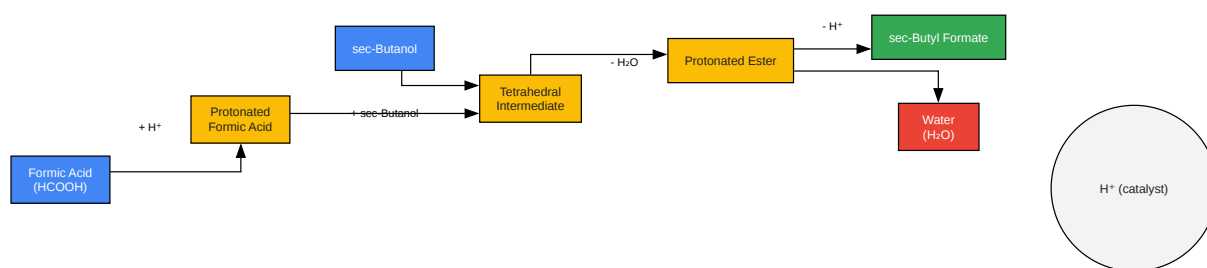 sec-Butanol
- H⁺
sec-Butyl Formate
- H₂O
Protonated Ester
Tetrahedral
Intermediate
Protonated
Formic Acid
+ sec-Butanol
+ H⁺
Water
(H₂O)
Formic Acid
(HCOOH)
H⁺ (catalyst)